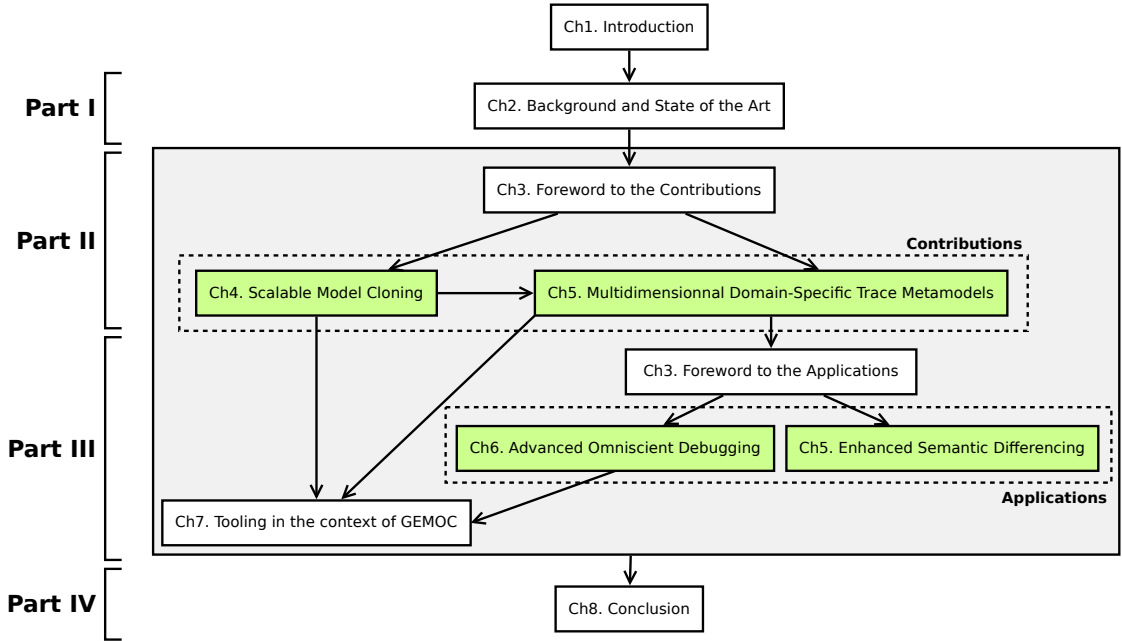 Ch1. Introduction
Part I
Ch2. Background and State of the Art
Part II
Ch3. Foreword to the Contributions
Contributions
Ch4. Scalable Model Cloning
Ch5. Multidimensionnal Domain-Specific Trace Metamodels
Part III
Ch3. Foreword to the Applications
Ch6. Advanced Omniscient Debugging
Ch5. Enhanced Semantic Differencing
Applications
Ch7. Tooling in the context of GEMOC
Part IV
Ch8. Conclusion